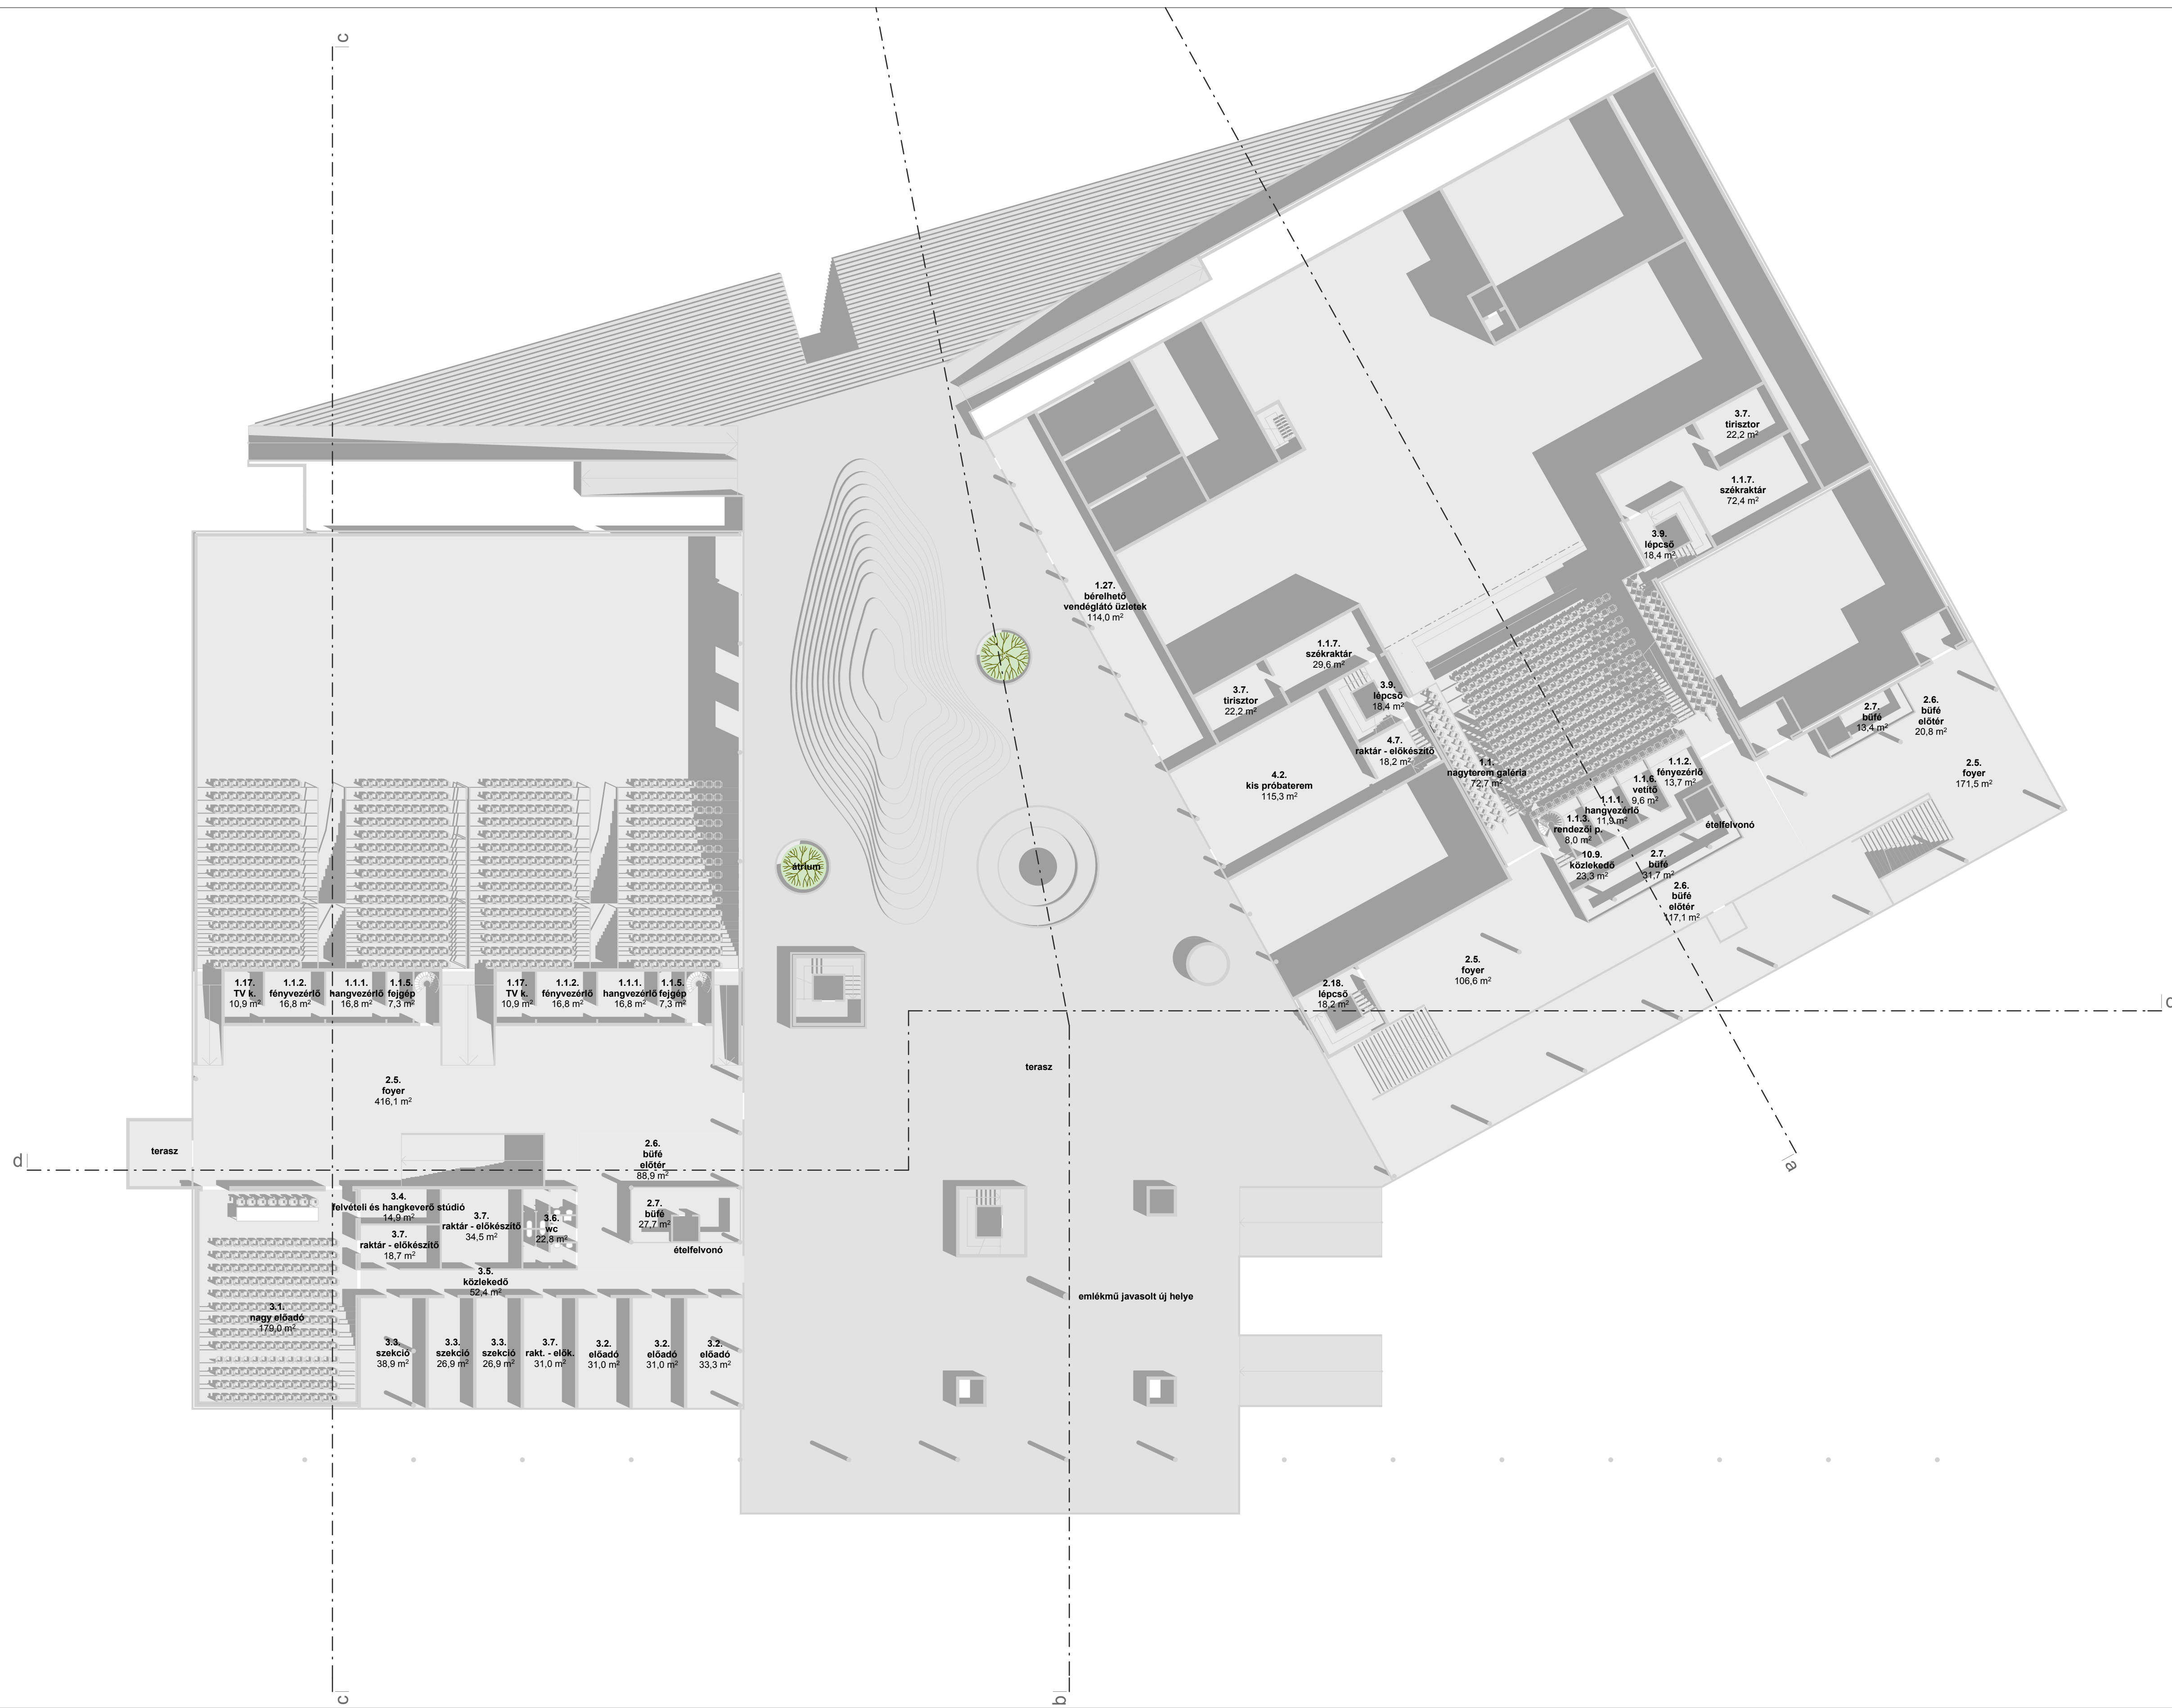 c
3.7.
tirisztor
22,2 m²
1.1.7.
székraktár
72,4 m²
3.9.
lépcső
18,4 m²
1.27.
bérelhető
vendéglátó üzletek
114,0 m²
1.1.7.
székraktár
29,6 m²
3.7.
tirisztor
22,2 m²
3.9.
lépcső
18,4 m²
4.7.
raktár - előkészítő
18,2 m²
4.2.
kis próbaterem
115,3 m²
1.1.
nagyterem galéria
72,7 m²
1.1.2.
fényvezérlő
13,7 m²
1.1.6.
vetítő
9,6 m²
1.1.1.
hangvezérlő
11,9 m²
1.1.3.
rendezői p.
8,0 m²
10.9.
közlekedő
23,3 m²
ételfelvonó
2.7.
büfé
31,7 m²
2.6.
büfé
előtér
117,1 m²
2.7.
büfé
13,4 m²
2.6.
büfé
előtér
20,8 m²
2.5.
foyer
171,5 m²
2.5.
foyer
106,6 m²
2.18.
lépcső
18,2 m²
átrium
1.17.
TV k.
10,9 m²
1.1.2.
fényvezérlő
16,8 m²
1.1.1.
hangvezérlő
16,8 m²
1.1.5.
fejgép
7,3 m²
1.17.
TV k.
10,9 m²
1.1.2.
fényvezérlő
16,8 m²
1.1.1.
hangvezérlő
16,8 m²
1.1.5.
fejgép
7,3 m²
terasz
2.5.
foyer
416,1 m²
terasz
d
a
2.6.
büfé
előtér
88,9 m²
3.4.
felvételi és hangkeverő stúdió
14,9 m²
3.7.
raktár - előkészítő
18,7 m²
3.7.
raktár - előkészítő
34,5 m²
3.6.
wc
22,8 m²
2.7.
büfé
27,7 m²
ételfelvonó
3.5.
közlekedő
52,4 m²
emlékmű javasolt új helye
3.1.
nagy előadó
179,0 m²
3.3.
szekció
38,9 m²
3.3.
szekció
26,9 m²
3.3.
szekció
26,9 m²
3.7.
rakt. - elők.
31,0 m²
3.2.
előadó
31,0 m²
3.2.
előadó
31,0 m²
3.2.
előadó
33,3 m²
c
b